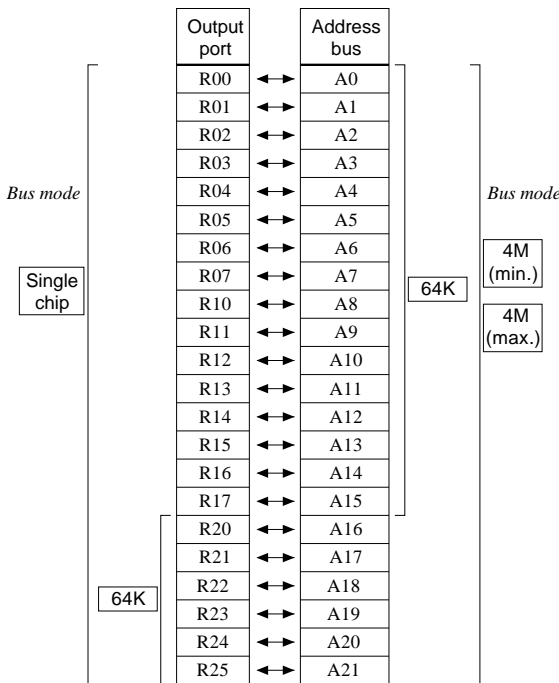 Output port
Address bus
R00 A0
R01 A1
R02 A2
R03 A3
Bus mode R04 A4 Bus mode
R05 A5
R06 A6
4M (min.)
Single chip
R07 A7
64K
R10 A8
4M (max.)
R11 A9
R12 A10
R13 A11
R14 A12
R15 A13
R16 A14
R17 A15
R20 A16
R21 A17
R22 A18
64K
R23 A19
R24 A20
R25 A21